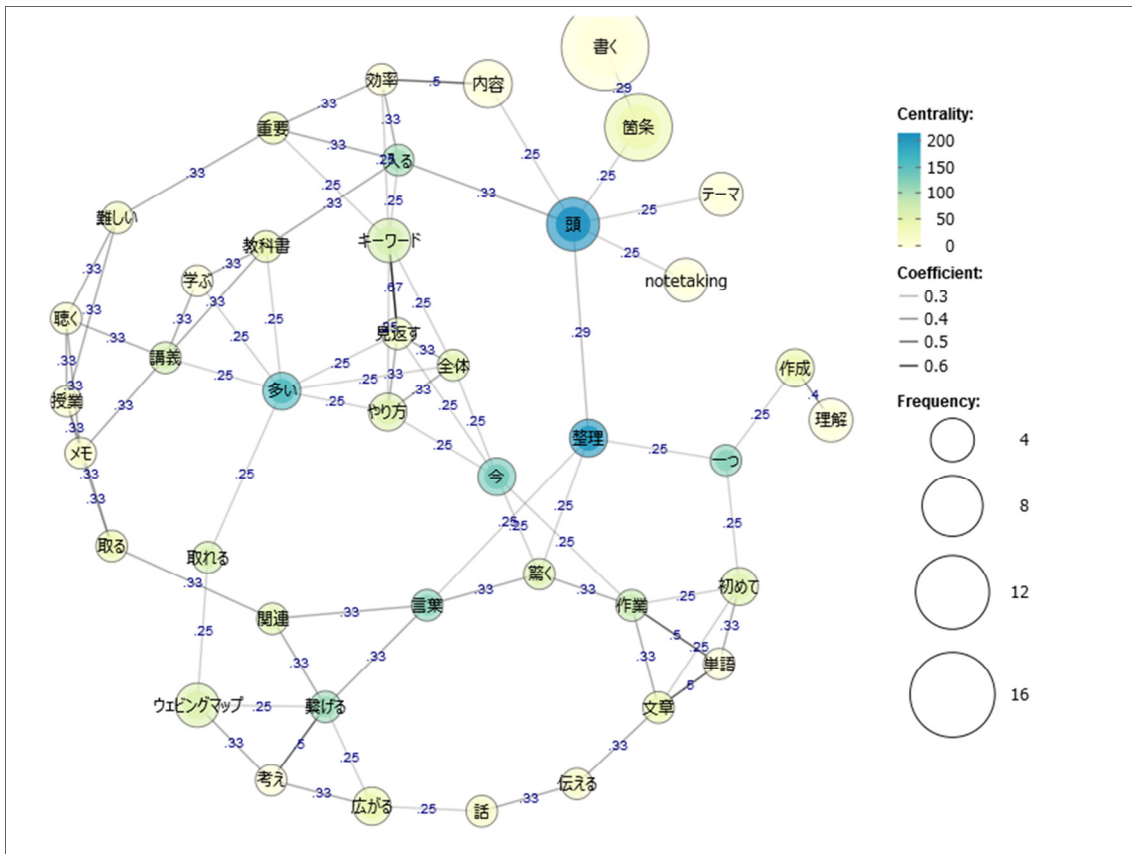 書く
.29
箇条
効率
.5
内容
.33
重要
.33
.33
入る
.25
.25
.33
テーマ
.25
頭
.25
notetaking
.33
.25
.33
.25
キーワード
難しい
教科書
.33
学ぶ
.33
.33
.33
.25
.67
.25
聴く
.33
.33
講義
.25
.25
見返す
.33
全体
.29
.33
.25
.25
.33
.33
授業
.33
.33
多い
.25
やり方
.25
.25
.25
作成
.4
理解
メモ
.33
.33
取る
整理
.25
一つ
.25
今
.25
取れる
.25
.25
.25
.25
.33
驚く
.33
初めて
.25
関連
.33
言葉
.33
作業
.25
.5
.25
.33
単語
.33
.33
.33
.5
文章
ウェビングマップ
.25
繋げる
.33
.5
.25
.33
考え
.33
広がる
.25
話
.33
伝える
Centrality:
200
150
100
50
0
Coefficient:
0.3
0.4
0.5
0.6
Frequency:
4
8
12
16